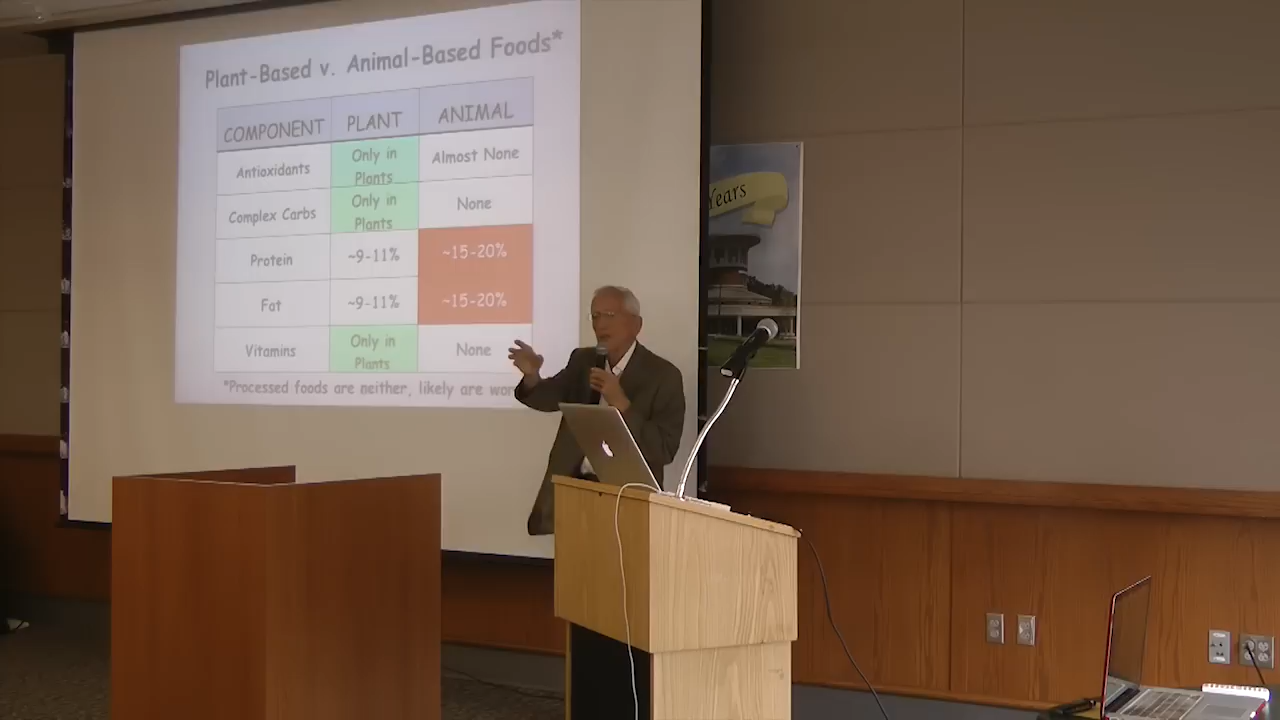 Plant-Based v. Animal-Based Foods*
COMPONENT PLANT ANIMAL
Antioxidants Only in Plants Almost None
Complex Carbs Only in Plants None
Protein ~9-11% ~15-20%
Fat ~9-11% ~15-20%
Vitamins Only in Plants None
*Processed foods are neither, likely are
Years